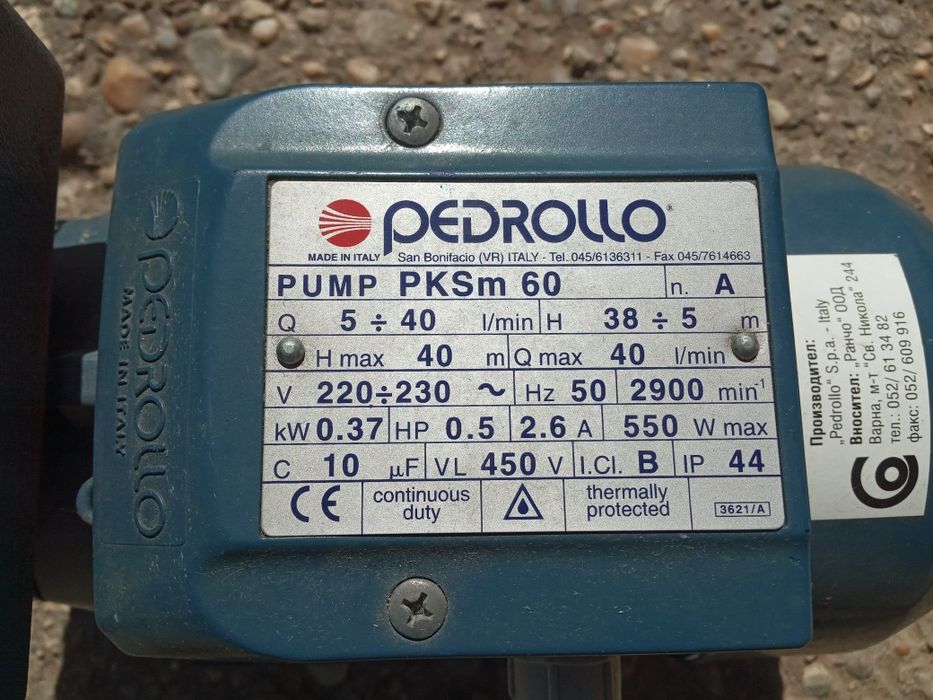 PEDROLLO
MADE IN ITALY
PEDROLLO®
MADE IN ITALY San Bonifacio (VR) ITALY - Tel. 045/6136311 - Fax 045/7614663
PUMP PKSm 60 n. A
Q 5 ÷ 40 l/min H 38 ÷ 5 m
H max 40 m Q max 40 l/min
V 220÷230 ~ Hz 50 2900 min⁻¹
kW 0.37 HP 0.5 2.6 A 550 W max
C 10 µF VL 450 V I.Cl. B IP 44
CE continuous duty thermally protected 3621/A
Производител:
„Pedrollo“ S.p.a. - Italy
Вносител: „Ранчо“ ООД
Варна, м-т “Св. Никола” 244
тел.: 052/ 61 34 82
факс: 052/ 609 916